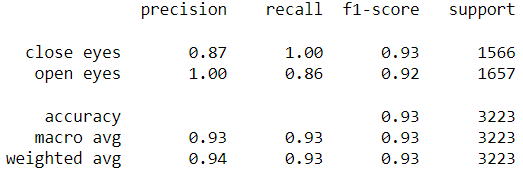 precision recall f1-score support
close eyes 0.87 1.00 0.93 1566
open eyes 1.00 0.86 0.92 1657
accuracy 0.93 3223
macro avg 0.93 0.93 0.93 3223
weighted avg 0.94 0.93 0.93 3223